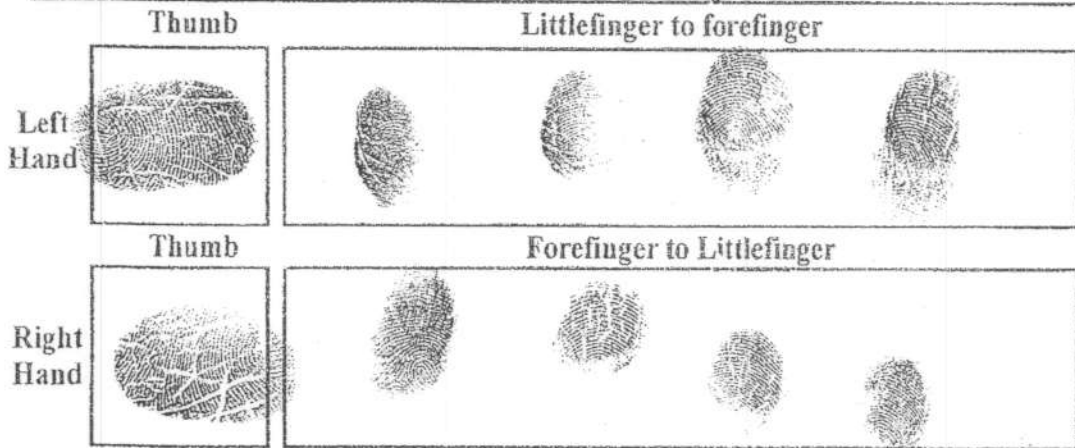 Thumb Littlefinger to forefinger
Left
Hand
Thumb Forefinger to Littlefinger
Right
Hand